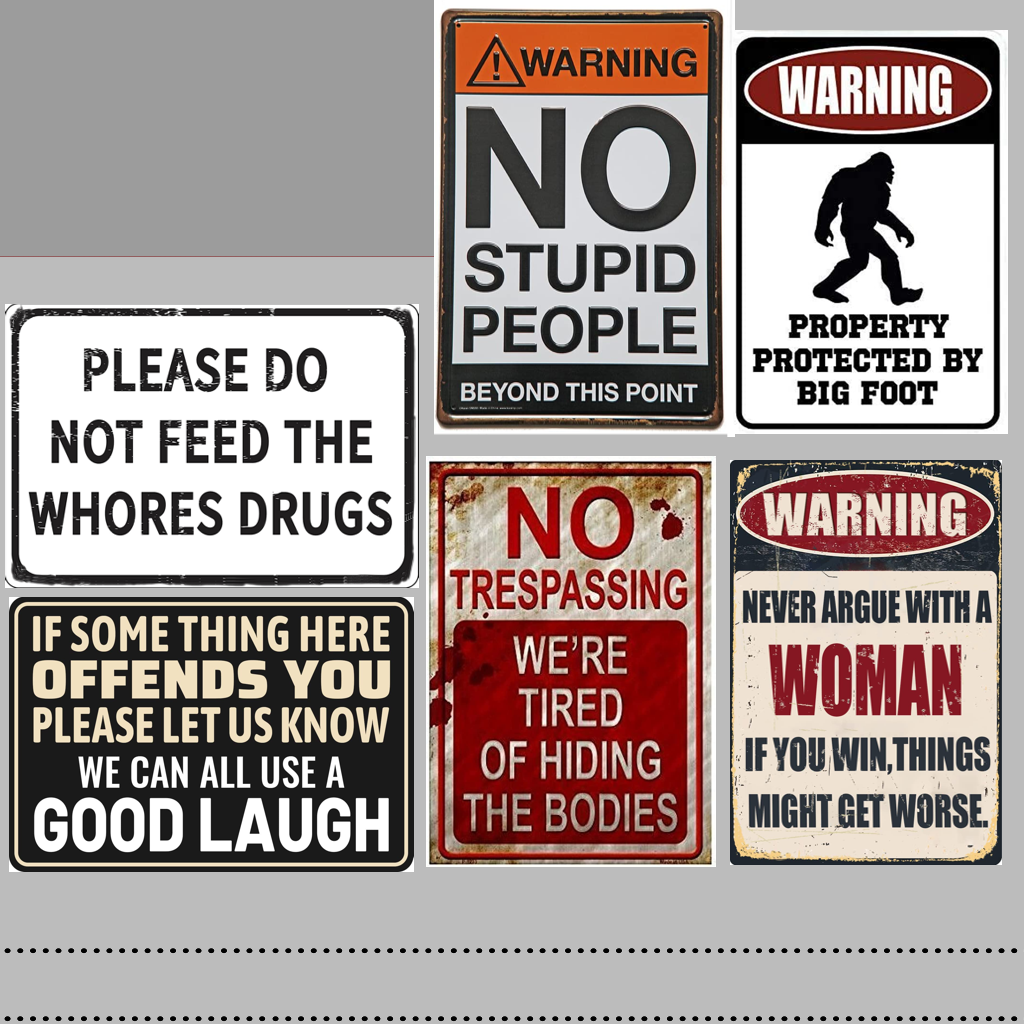 WARNING
NO
STUPID
PEOPLE
BEYOND THIS POINT
WARNING
PROPERTY
PROTECTED BY
BIG FOOT
PLEASE DO
NOT FEED THE
WHORES DRUGS
NO
TRESPASSING
WE'RE
TIRED
OF HIDING
THE BODIES
WARNING
NEVER ARGUE WITH A
WOMAN
IF YOU WIN,THINGS
MIGHT GET WORSE.
IF SOME THING HERE
OFFENDS YOU
PLEASE LET US KNOW
WE CAN ALL USE A
GOOD LAUGH